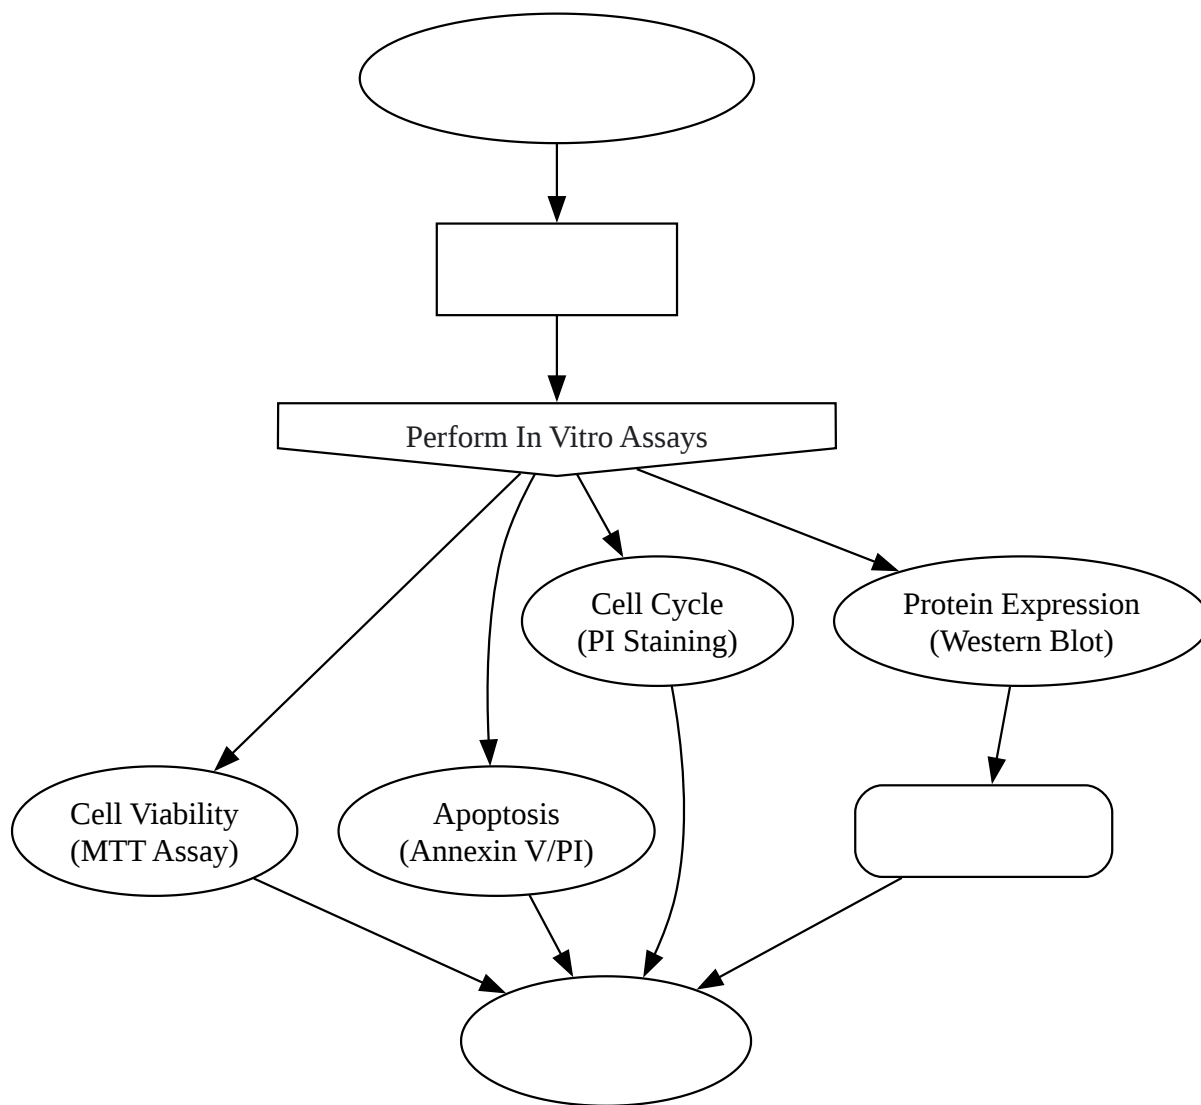 Perform In Vitro Assays
Cell Cycle
(PI Staining)
Protein Expression
(Western Blot)
Cell Viability
(MTT Assay)
Apoptosis
(Annexin V/PI)